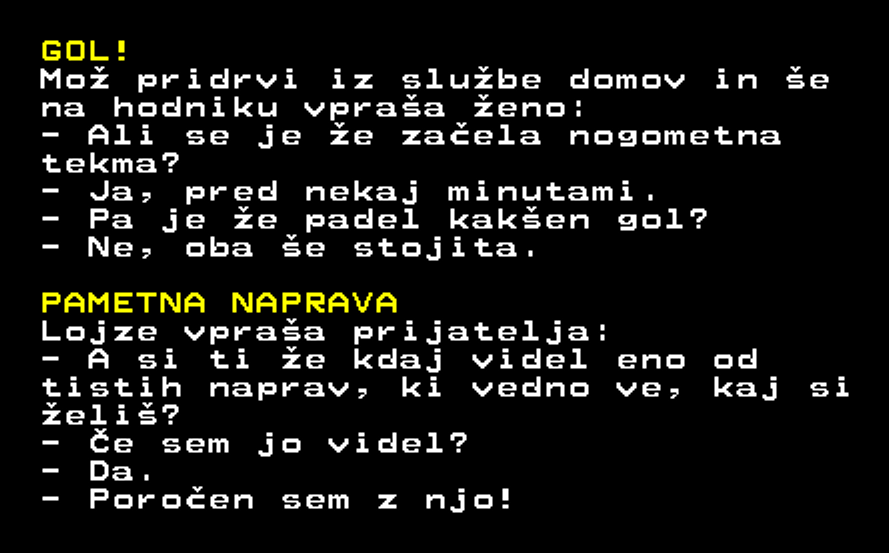 GOL!
Mož pridrvi iz službe domov in še
na hodniku vpraša ženo:
- Ali se je že začela nogometna
tekma?
- Ja, pred nekaj minutami.
- Pa je že padel kakšen gol?
- Ne, oba še stojita.
PAMETNA NAPRAVA
Lojze vpraša prijatelja:
- A si ti že kdaj videl eno od
tistih naprav, ki vedno ve, kaj si
želiš?
- Če sem jo videl?
- Da.
- Poročen sem z njo!